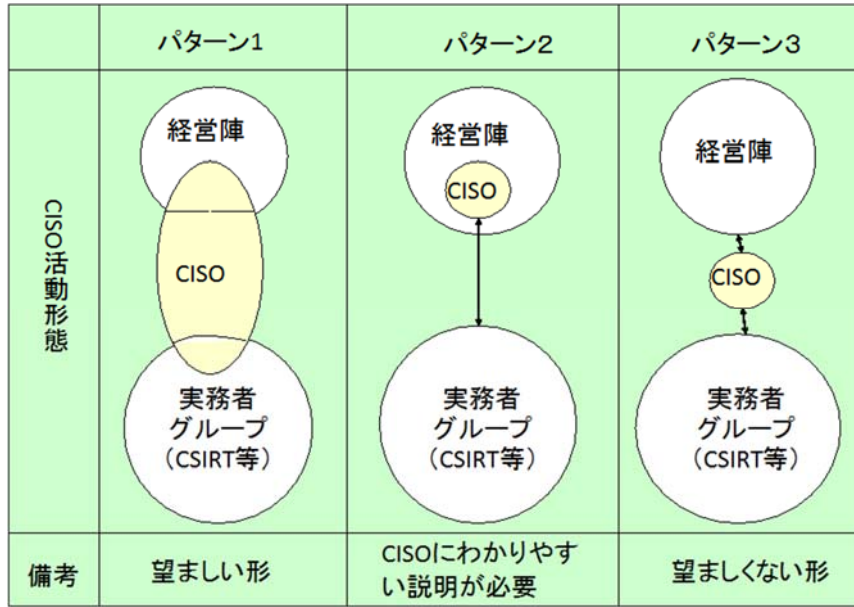 パターン1
パターン2
パターン3
CISO活動形態
経営陣
CISO
実務者
グループ
（CSIRT等）
経営陣
CISO
実務者
グループ
（CSIRT等）
経営陣
CISO
実務者
グループ
（CSIRT等）
備考
望ましい形
CISOにわかりやす
い説明が必要
望ましくない形